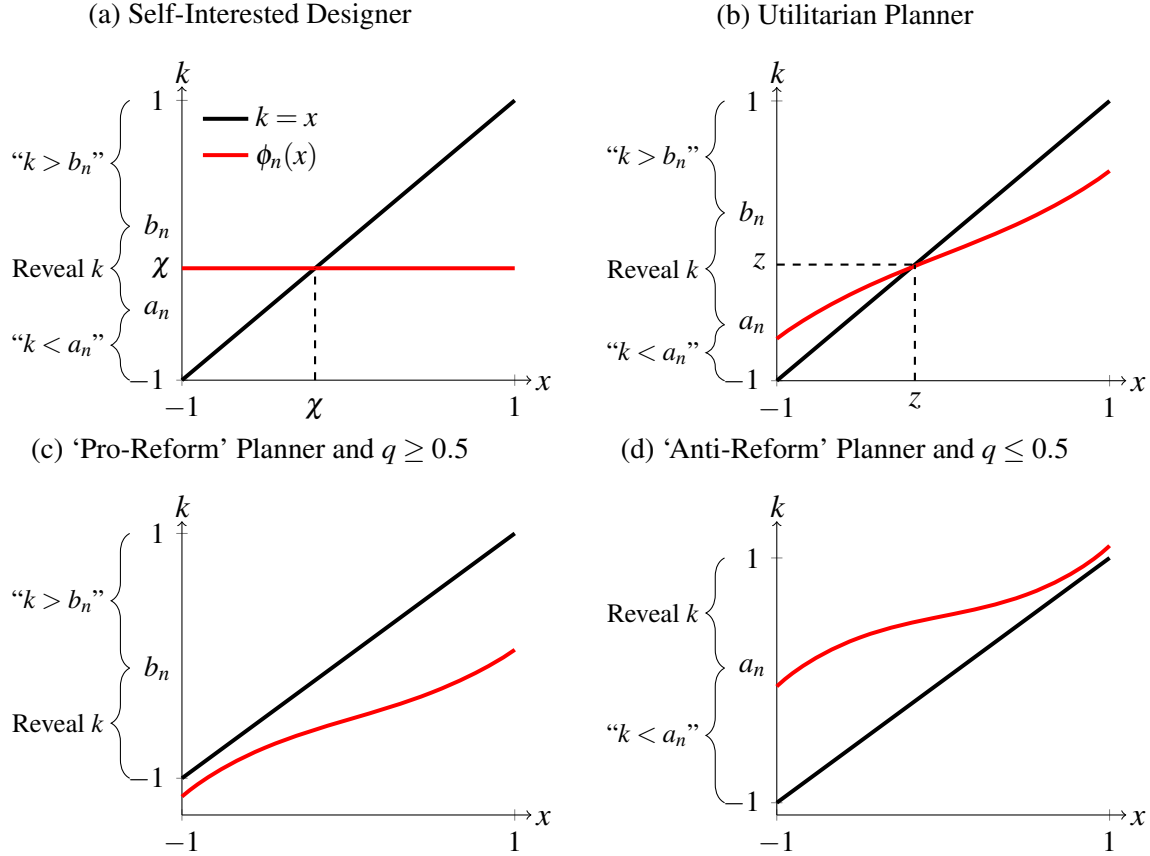 (a) Self-Interested Designer
k
1
k = x
ϕₙ(x)
“k > bₙ”
bₙ
Reveal k
χ
aₙ
“k < aₙ”
−1
−1
χ
1
x
(b) Utilitarian Planner
k
1
“k > bₙ”
bₙ
Reveal k
z
aₙ
“k < aₙ”
−1
−1
z
1
x
(c) ‘Pro-Reform’ Planner and q ≥ 0.5
k
1
“k > bₙ”
bₙ
Reveal k
−1
−1
1
x
(d) ‘Anti-Reform’ Planner and q ≤ 0.5
k
1
Reveal k
aₙ
“k < aₙ”
−1
−1
1
x